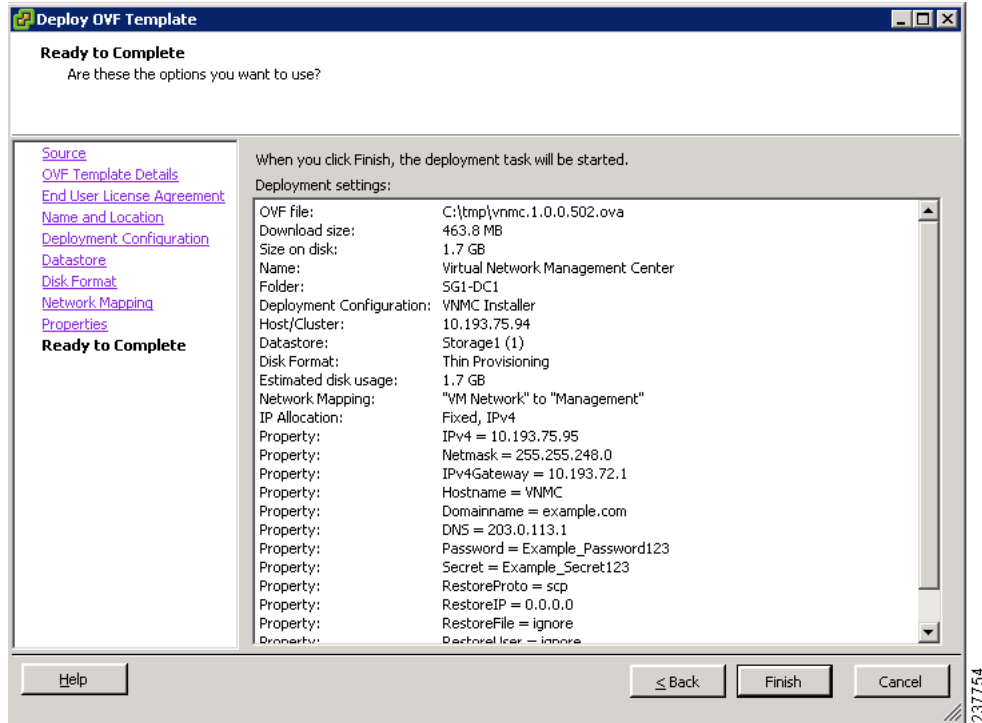 Deploy OVF Template
Ready to Complete
Are these the options you want to use?
Source
OVF Template Details
End User License Agreement
Name and Location
Deployment Configuration
Datastore
Disk Format
Network Mapping
Properties
Ready to Complete
When you click Finish, the deployment task will be started.
Deployment settings:
OVF file: C:\tmp\vnmc.1.0.0.502.ova
Download size: 463.8 MB
Size on disk: 1.7 GB
Name: Virtual Network Management Center
Folder: SG1-DC1
Deployment Configuration: VNMC Installer
Host/Cluster: 10.193.75.94
Datastore: Storage1 (1)
Disk Format: Thin Provisioning
Estimated disk usage: 1.7 GB
Network Mapping: "VM Network" to "Management"
IP Allocation: Fixed, IPv4
Property: IPv4 = 10.193.75.95
Property: Netmask = 255.255.248.0
Property: IPv4Gateway = 10.193.72.1
Property: Hostname = VNMC
Property: Domainname = example.com
Property: DNS = 203.0.113.1
Property: Password = Example_Password123
Property: Secret = Example_Secret123
Property: RestoreProto = scp
Property: RestoreIP = 0.0.0.0
Property: RestoreFile = ignore
Property: RestoreUser = ignore
Help
≤ Back
Finish
Cancel
237754